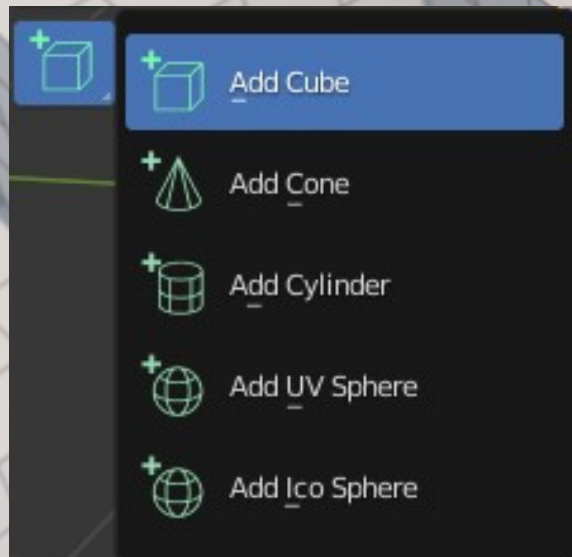 Add Cube
Add Cone
Add Cylinder
Add UV Sphere
Add Ico Sphere